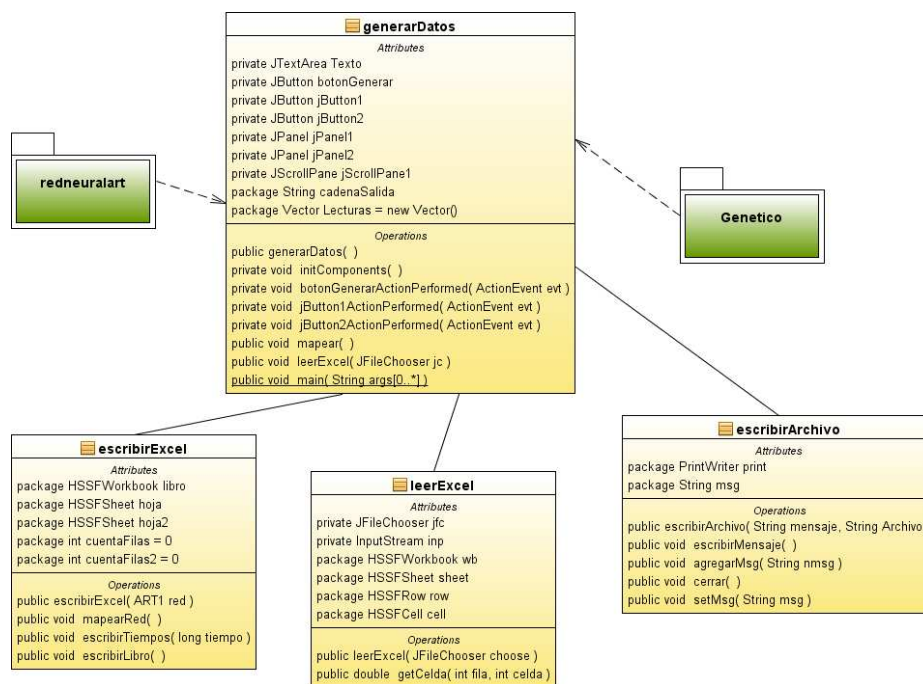 generarDatos
Attributes
private JTextArea Texto
private JButton botonGenerar
private JButton jButton1
private JButton jButton2
private JPanel jPanel1
private JPanel jPanel2
private JScrollPane jScrollPane1
package String cadenaSalida
package Vector Lecturas = new Vector()
Operations
public generarDatos( )
private void initComponents( )
private void botonGenerarActionPerformed( ActionEvent evt )
private void jButton1ActionPerformed( ActionEvent evt )
private void jButton2ActionPerformed( ActionEvent evt )
public void mapear( )
public void leerExcel( JFileChooser jc )
public void main( String args[0..*] )
redneuralart
Genetico
escribirExcel
Attributes
package HSSFWorkbook libro
package HSSFSheet hoja
package HSSFSheet hoja2
package int cuentaFilas = 0
package int cuentaFilas2 = 0
Operations
public escribirExcel( ART1 red )
public void mapearRed( )
public void escribirTiempos( long tiempo )
public void escribirLibro( )
leerExcel
Attributes
private JFileChooser jfc
private InputStream inp
package HSSFWorkbook wb
package HSSFSheet sheet
package HSSFRow row
package HSSFCell cell
Operations
public leerExcel( JFileChooser choose )
public double getCelda( int fila, int celda )
escribirArchivo
Attributes
package PrintWriter print
package String msg
Operations
public escribirArchivo( String mensaje, String Archivo
public void escribirMensaje( )
public void agregarMsg( String nmsg )
public void cerrar( )
public void setMsg( String msg )